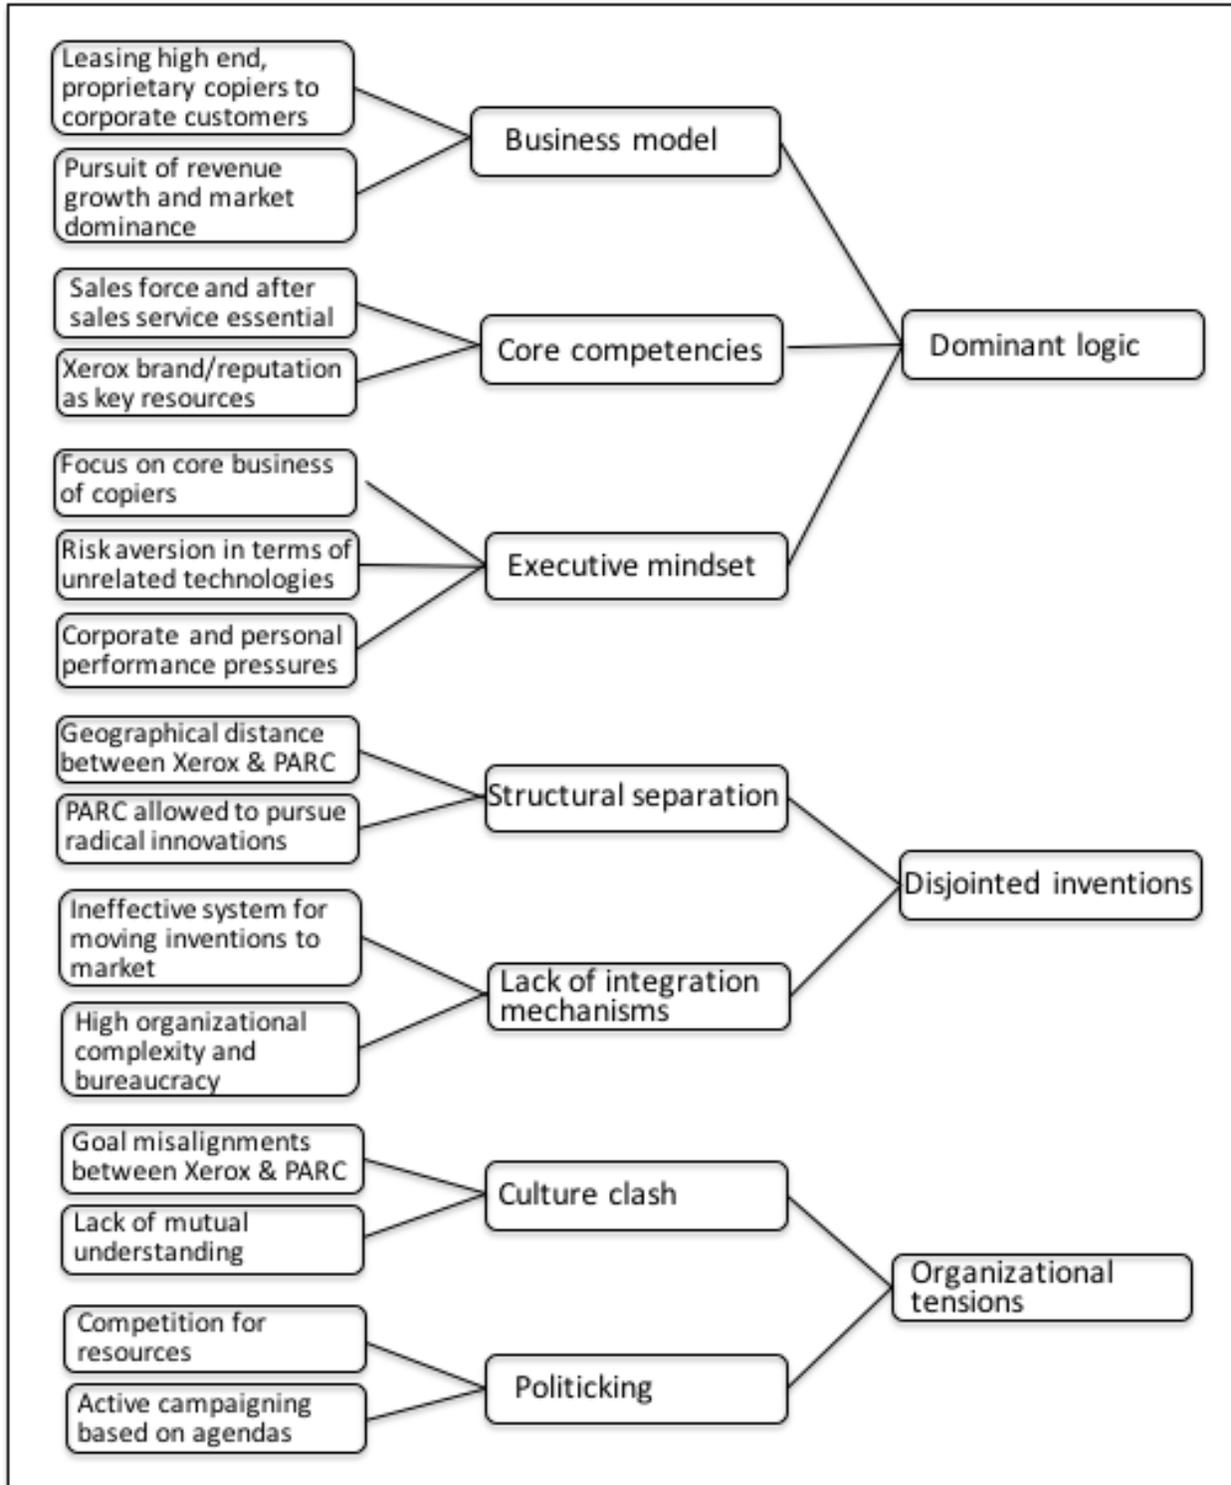 Leasing high end,
proprietary copiers to
corporate customers
Business model
Pursuit of revenue
growth and market
dominance
Sales force and after
sales service essential
Core competencies
Dominant logic
Xerox brand/reputation
as key resources
Focus on core business
of copiers
Risk aversion in terms of
unrelated technologies
Executive mindset
Corporate and personal
performance pressures
Geographical distance
between Xerox & PARC
Structural separation
PARC allowed to pursue
radical innovations
Disjointed inventions
Ineffective system for
moving inventions to
market
Lack of integration
mechanisms
High organizational
complexity and
bureaucracy
Goal misalignments
between Xerox & PARC
Culture clash
Lack of mutual
understanding
Organizational
tensions
Competition for
resources
Politicking
Active campaigning
based on agendas